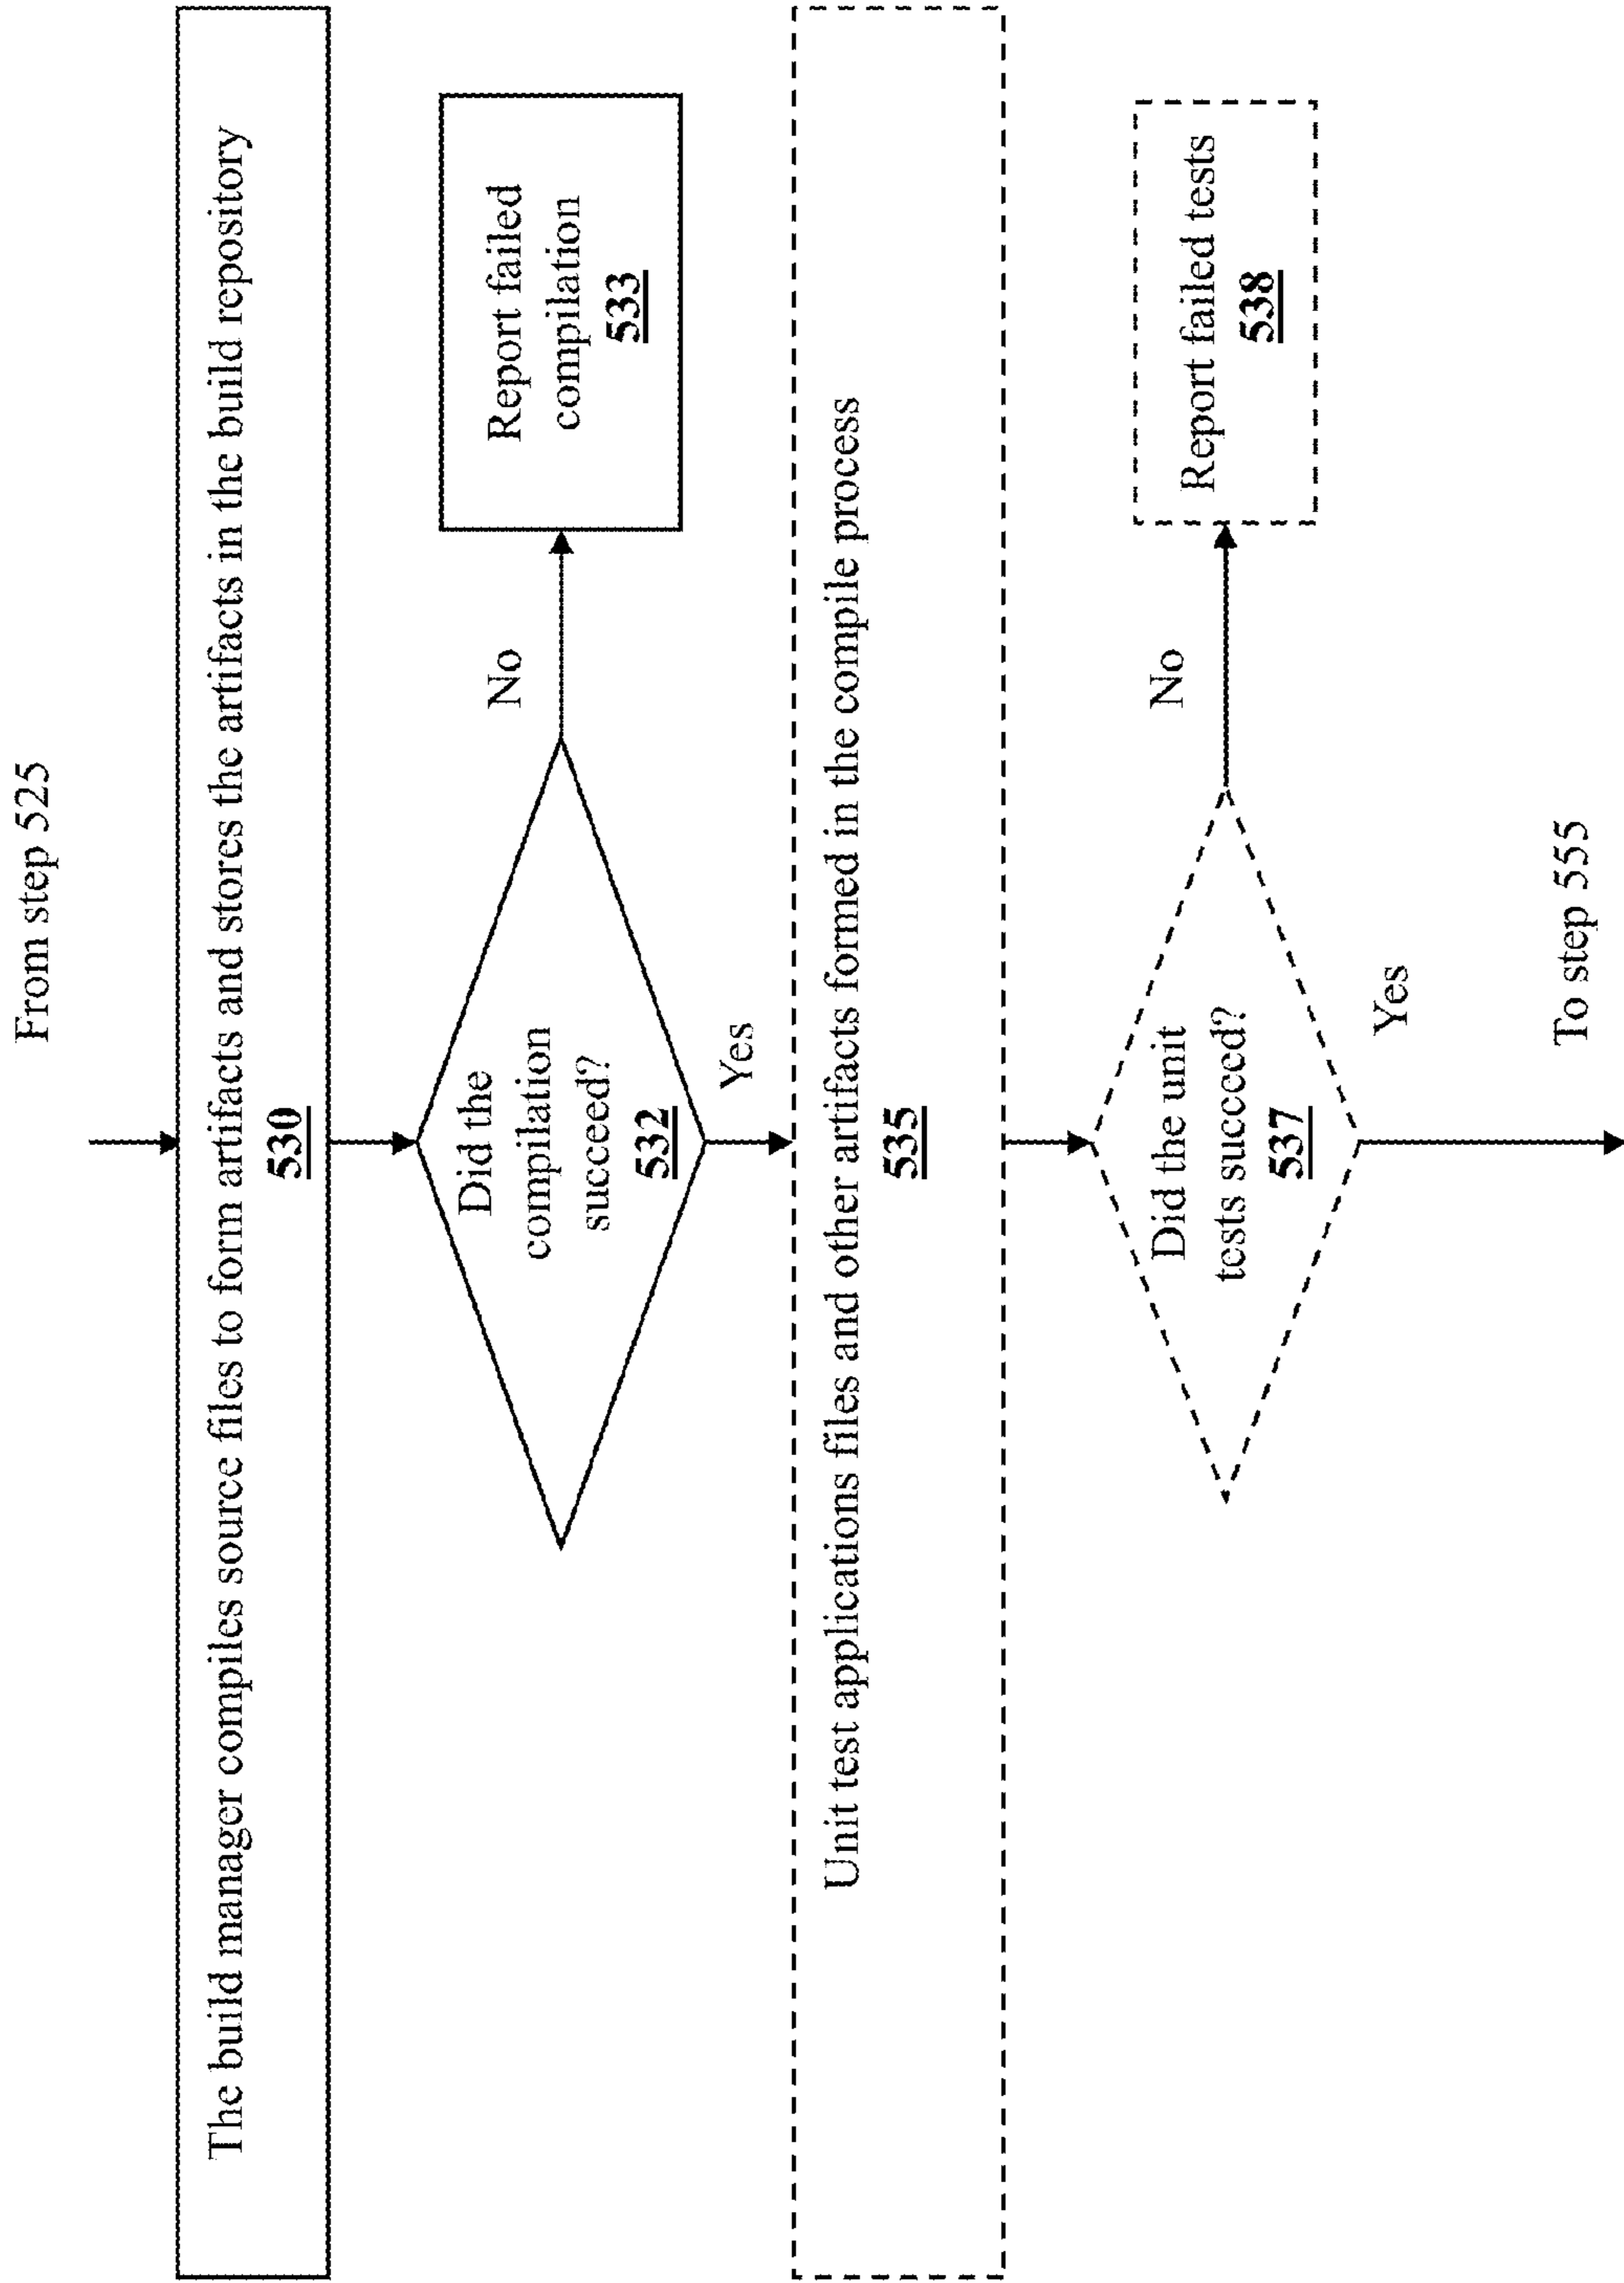 From step 525
The build manager compiles source files to form artifacts and stores the artifacts in the build repository
530
Did the
compilation
succeed?
532
No
Report failed
compilation
533
Yes
Unit test applications files and other artifacts formed in the compile process
535
Did the unit
tests succeed?
537
No
Report failed tests
538
Yes
To step 555